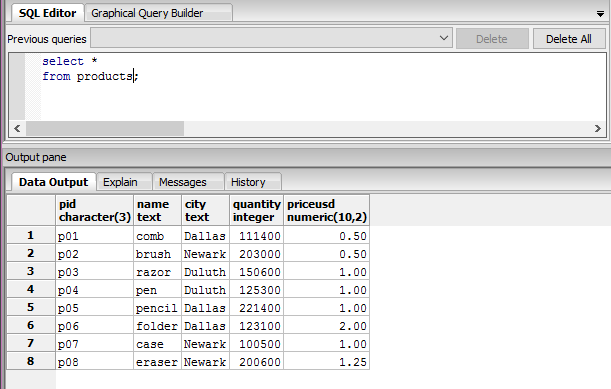 SQL Editor Graphical Query Builder
Previous queries Delete Delete All
select *
from products;
Output pane
Data Output Explain Messages History
pid name city quantity priceusd
character(3) text text integer numeric(10,2)
1 p01 comb Dallas 111400 0.50
2 p02 brush Newark 203000 0.50
3 p03 razor Duluth 150600 1.00
4 p04 pen Duluth 125300 1.00
5 p05 pencil Dallas 221400 1.00
6 p06 folder Dallas 123100 2.00
7 p07 case Newark 100500 1.00
8 p08 eraser Newark 200600 1.25